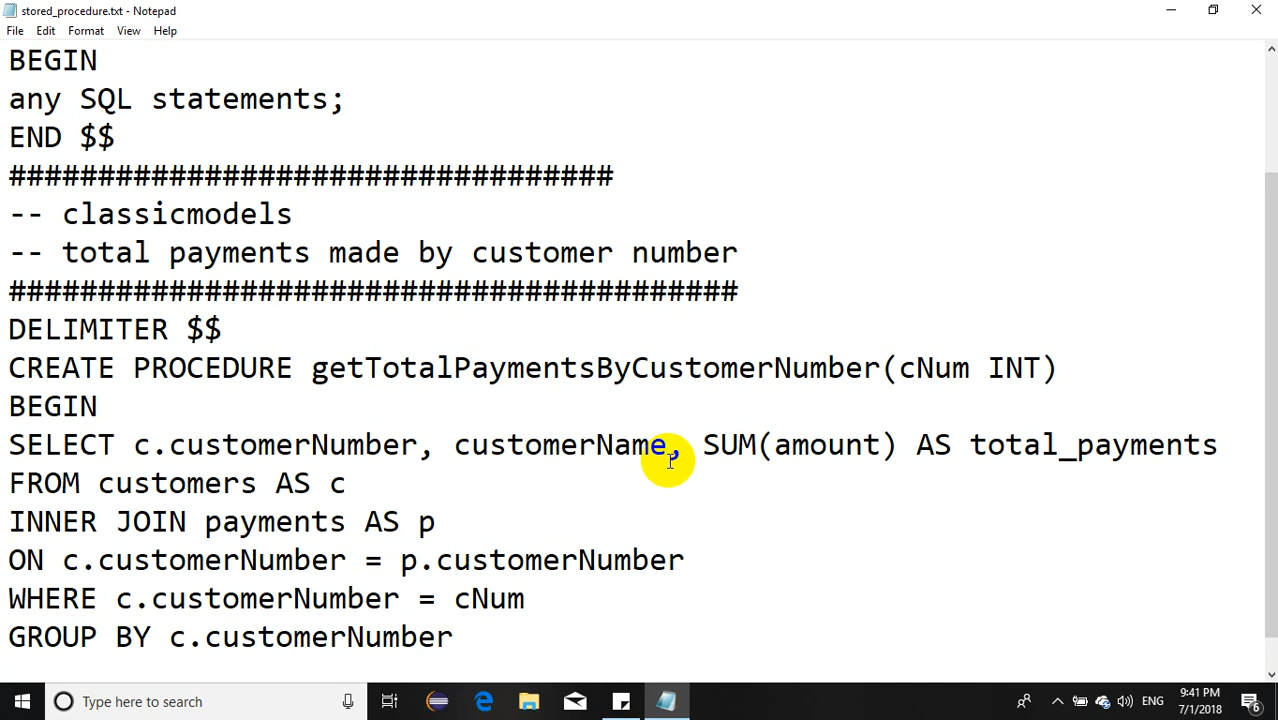 stored_procedure.txt - Notepad
File Edit Format View Help
BEGIN
any SQL statements;
END $$
##################################
-- classicmodels
-- total payments made by customer number
#########################################
DELIMITER $$
CREATE PROCEDURE getTotalPaymentsByCustomerNumber(cNum INT)
BEGIN
SELECT c.customerNumber, customerName, SUM(amount) AS total_payments
FROM customers AS c
INNER JOIN payments AS p
ON c.customerNumber = p.customerNumber
WHERE c.customerNumber = cNum
GROUP BY c.customerNumber
Type here to search
ENG
9:41 PM
7/1/2018
6